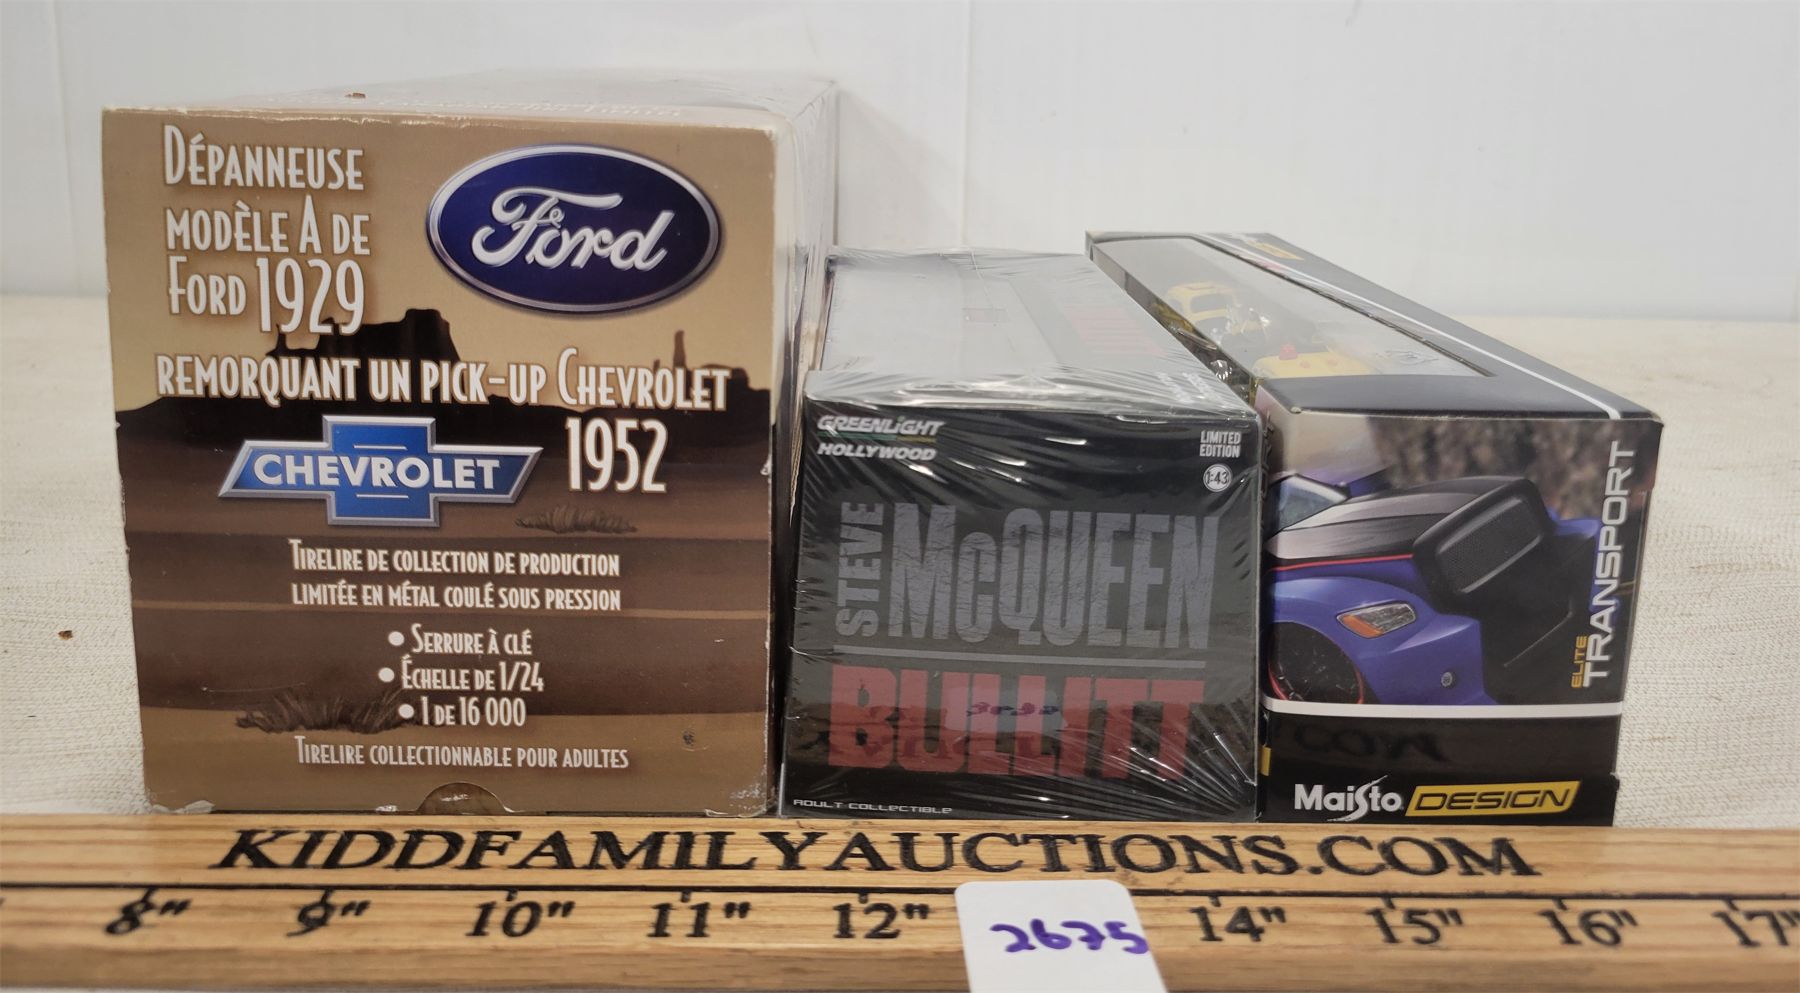 DÉPANNEUSE
MODÈLE A DE
FORD 1929
Ford
REMORQUANT UN PICK-UP CHEVROLET
1952
CHEVROLET
TIRELIRE DE COLLECTION DE PRODUCTION
LIMITÉE EN MÉTAL COULÉ SOUS PRESSION
• SERRURE À CLÉ
• ÉCHELLE DE 1/24
• 1 DE 16 000
TIRELIRE COLLECTIONNABLE POUR ADULTES
GREENLIGHT
HOLLYWOOD
LIMITED
EDITION
1:43
STEVE
McQUEEN
BULLITT
ADULT COLLECTIBLE
ELITE
TRANSPORT
Maisto DESIGN
KIDDFAMILYAUCTIONS.COM
8" 9" 10" 11" 12" 14" 15" 16" 17"
2675